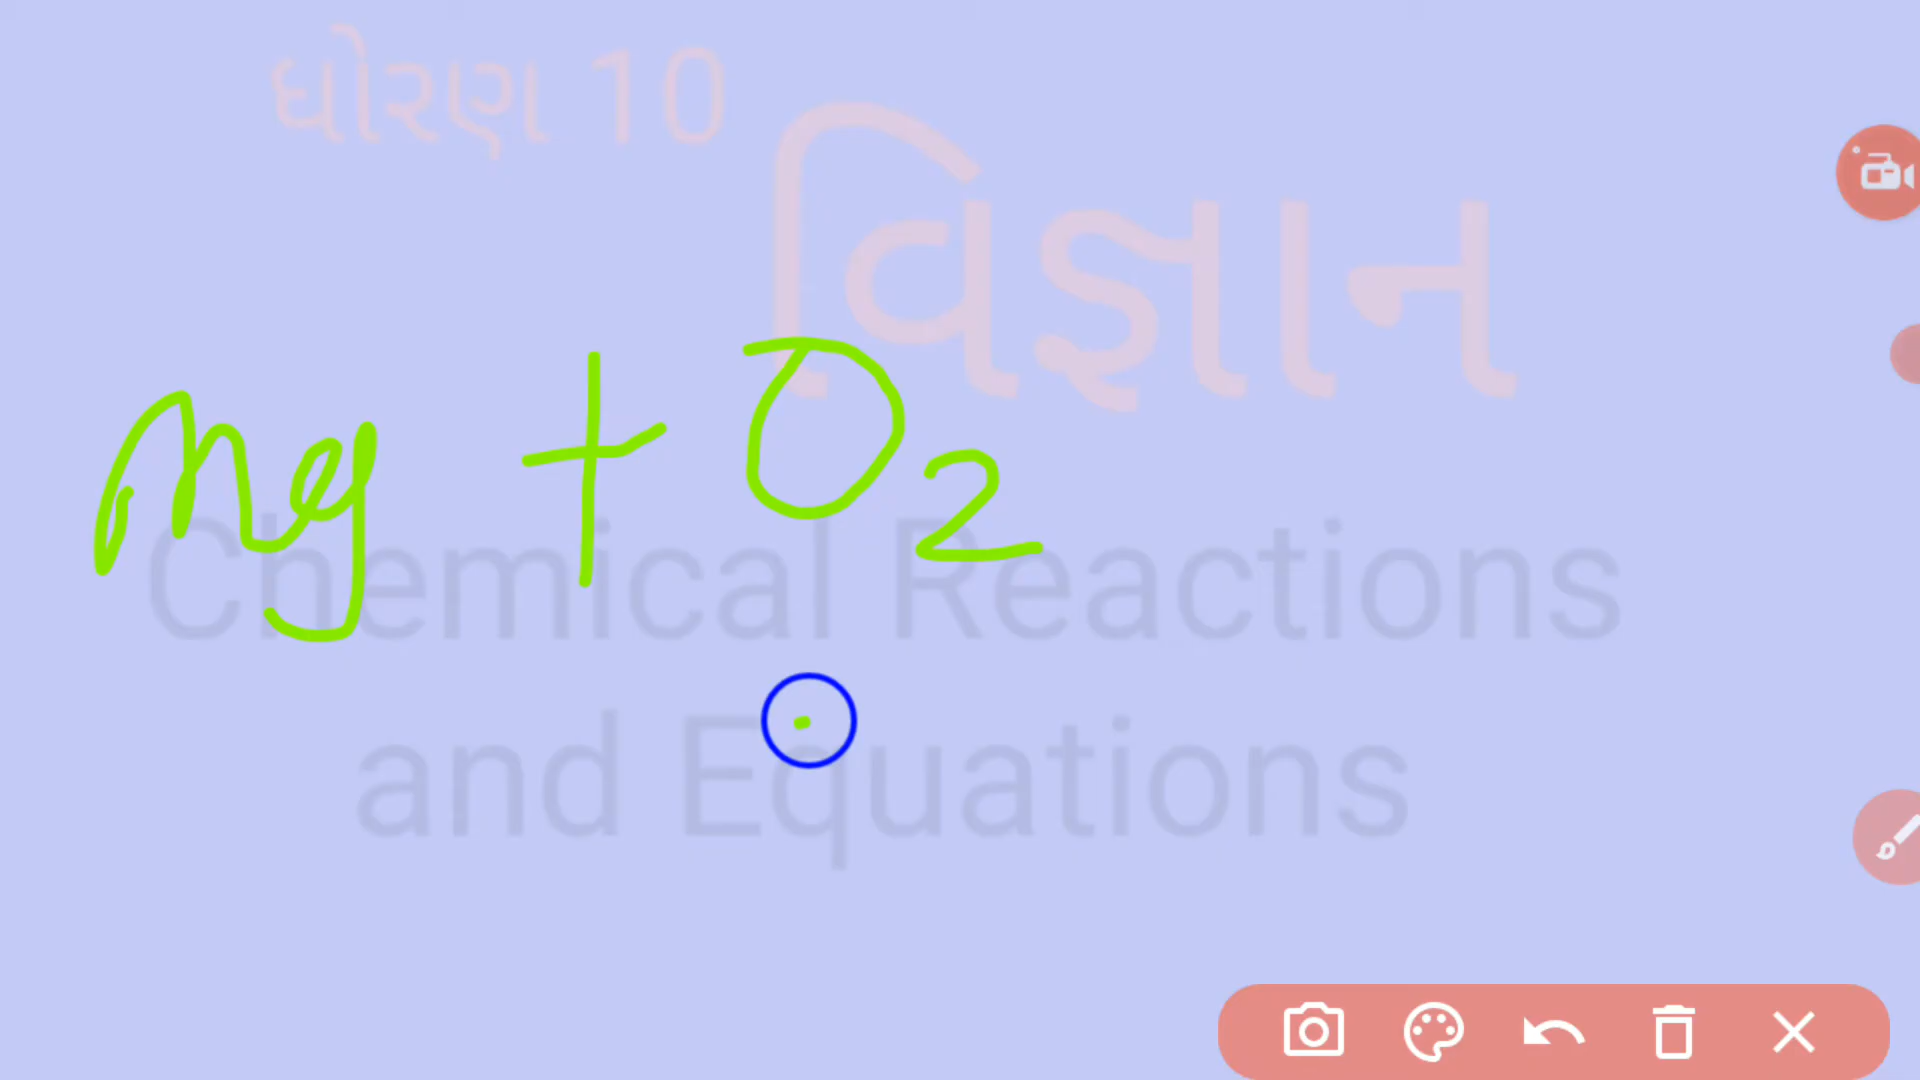 ધોરણ 10
વિજ્ઞાન
Mg + O₂
Chemical Reactions
and Equations